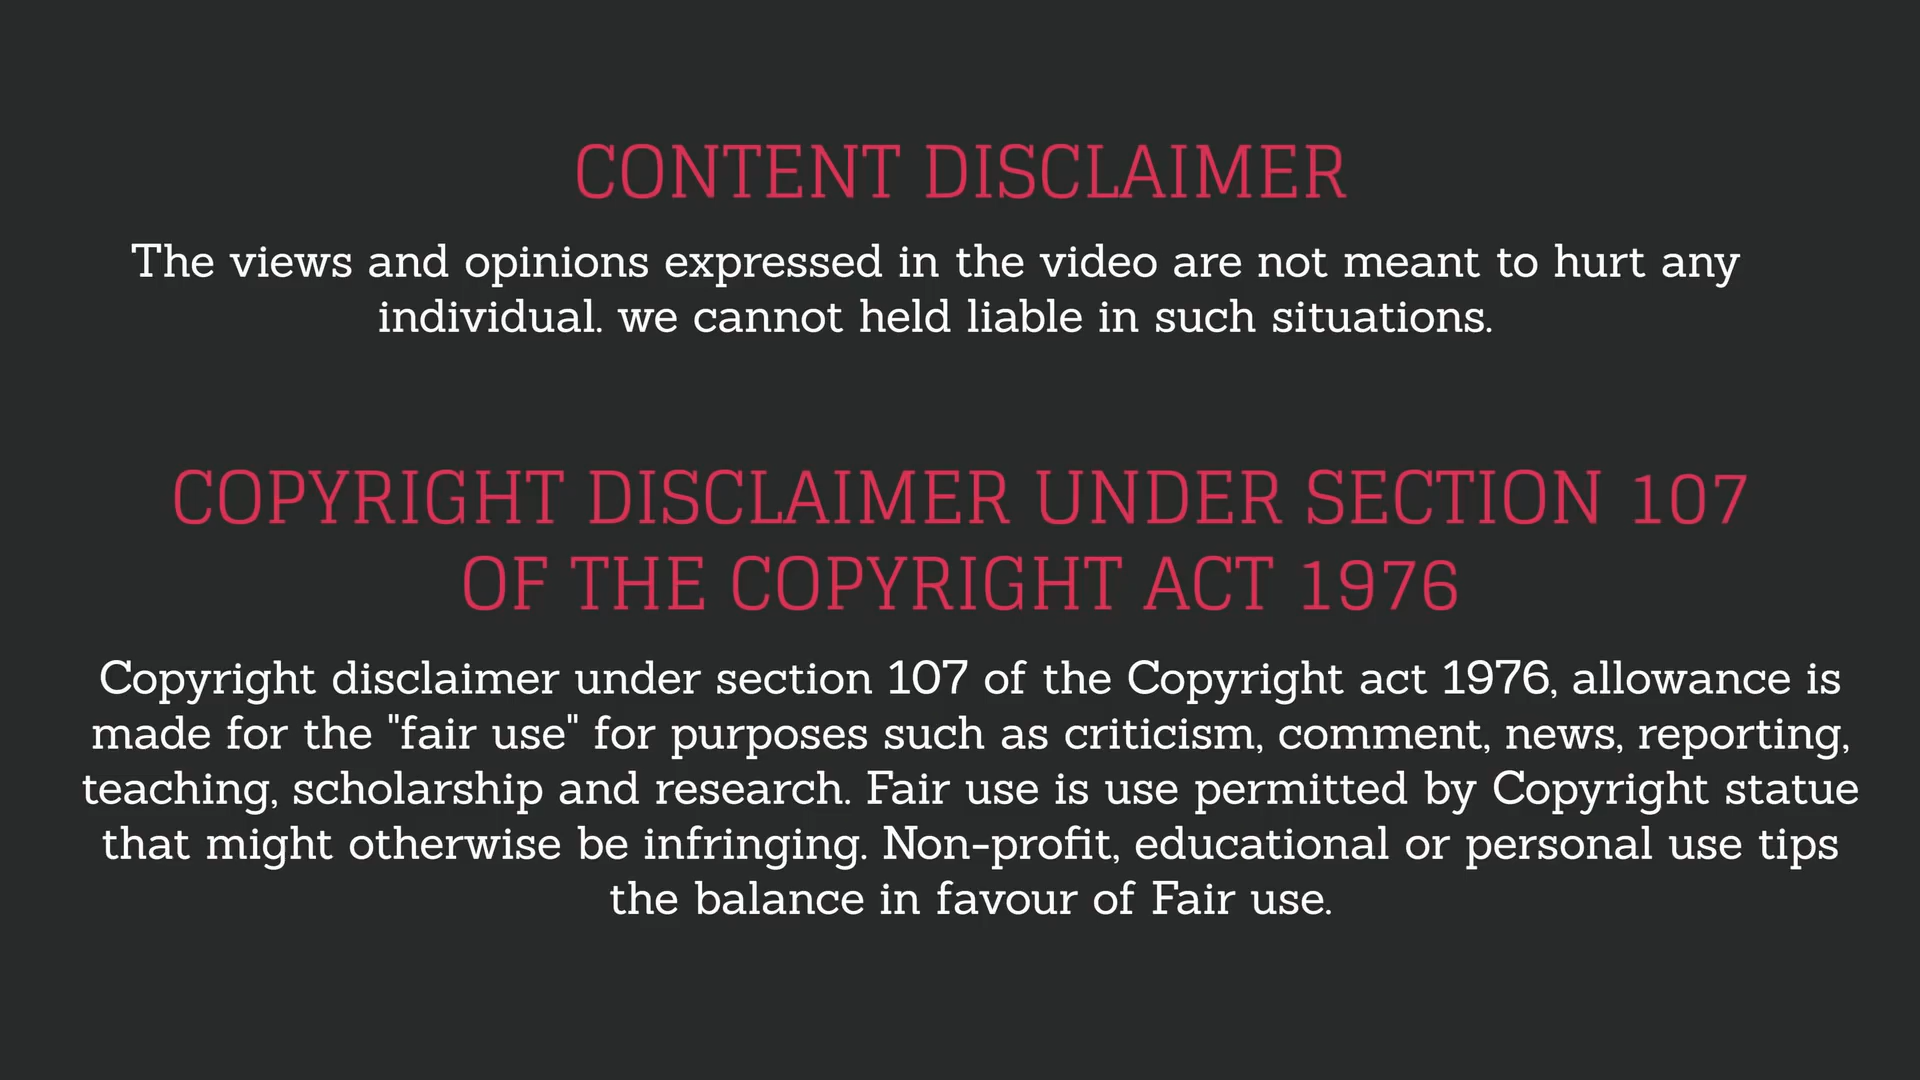 CONTENT DISCLAIMER
The views and opinions expressed in the video are not meant to hurt any
individual. we cannot held liable in such situations.
COPYRIGHT DISCLAIMER UNDER SECTION 107
OF THE COPYRIGHT ACT 1976
Copyright disclaimer under section 107 of the Copyright act 1976, allowance is
made for the "fair use" for purposes such as criticism, comment, news, reporting,
teaching, scholarship and research. Fair use is use permitted by Copyright statue
that might otherwise be infringing. Non-profit, educational or personal use tips
the balance in favour of Fair use.